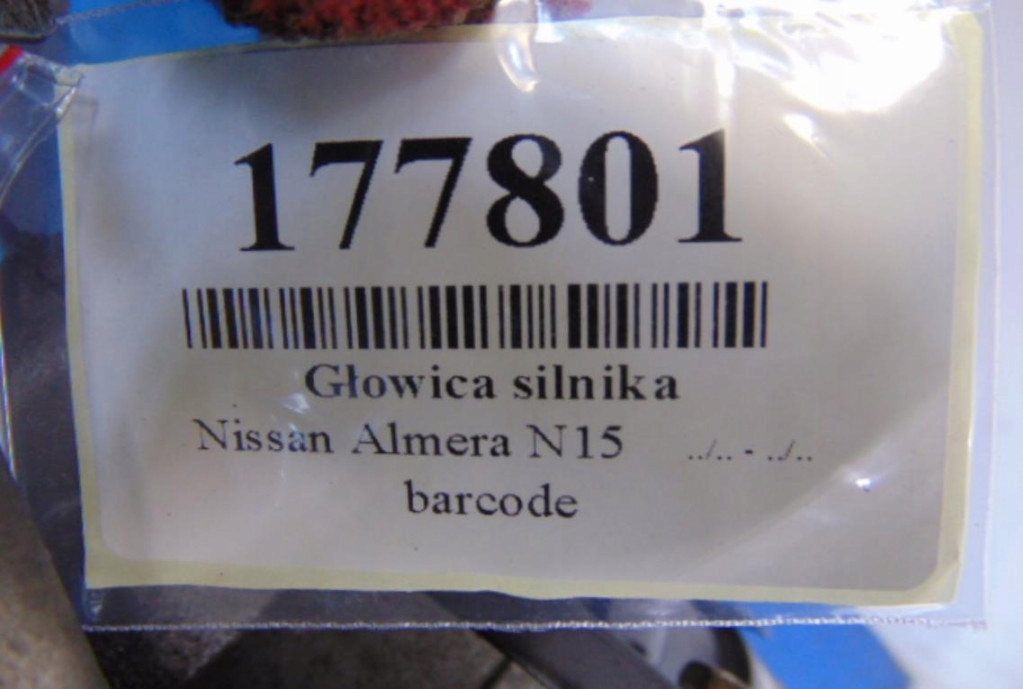 177801
Głowica silnika
Nissan Almera N15 ../.. - ../..
barcode